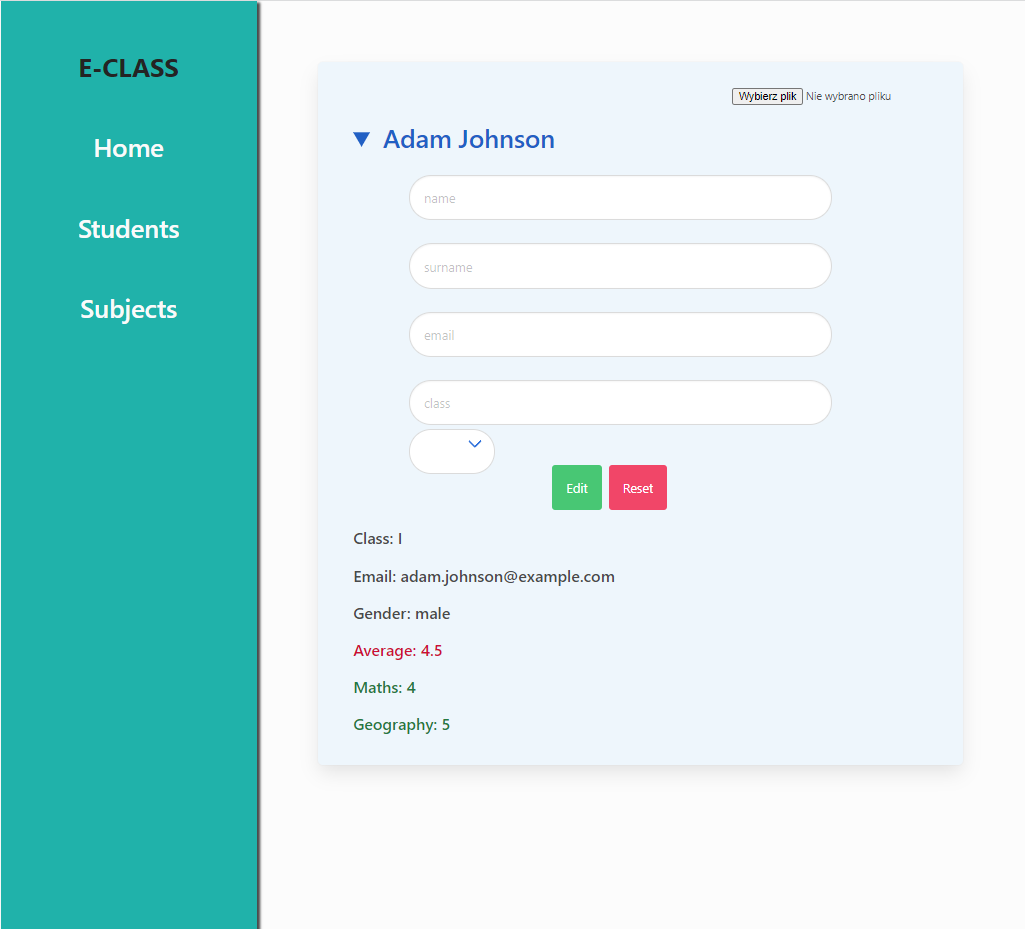 E-CLASS
Home
Students
Subjects
Wybierz plik Nie wybrano pliku
Adam Johnson
name
surname
email
class
Edit Reset
Class: I
Email: adam.johnson@example.com
Gender: male
Average: 4.5
Maths: 4
Geography: 5